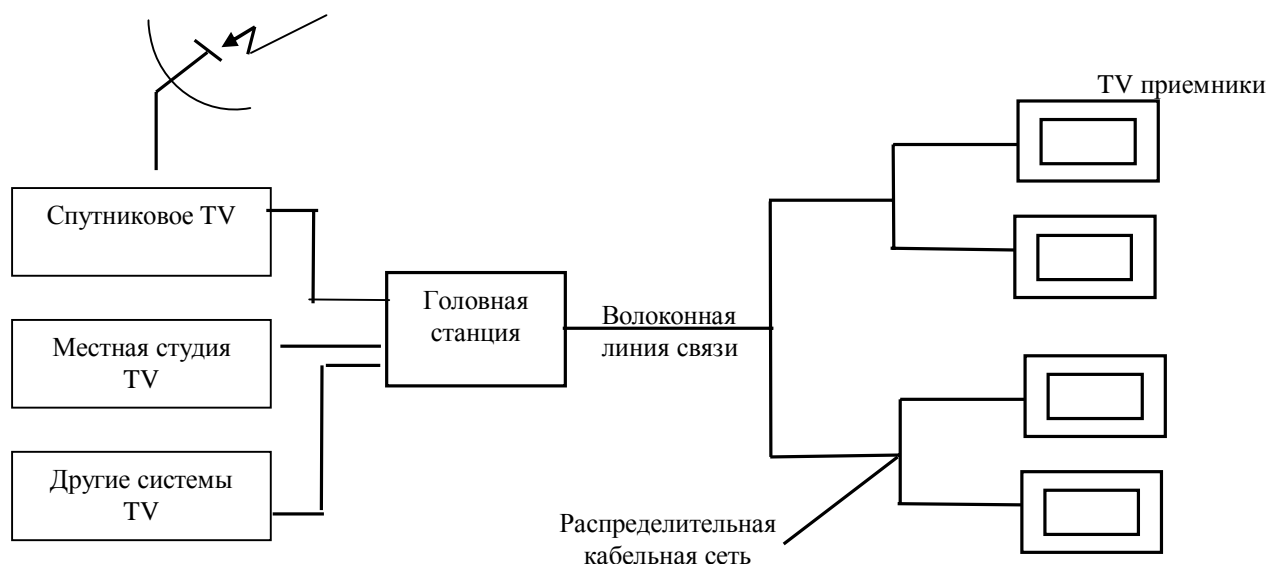 TV приемники
Спутниковое TV
Головная
станция
Волоконная
линия связи
Местная студия
TV
Другие системы
TV
Распределительная
кабельная сеть